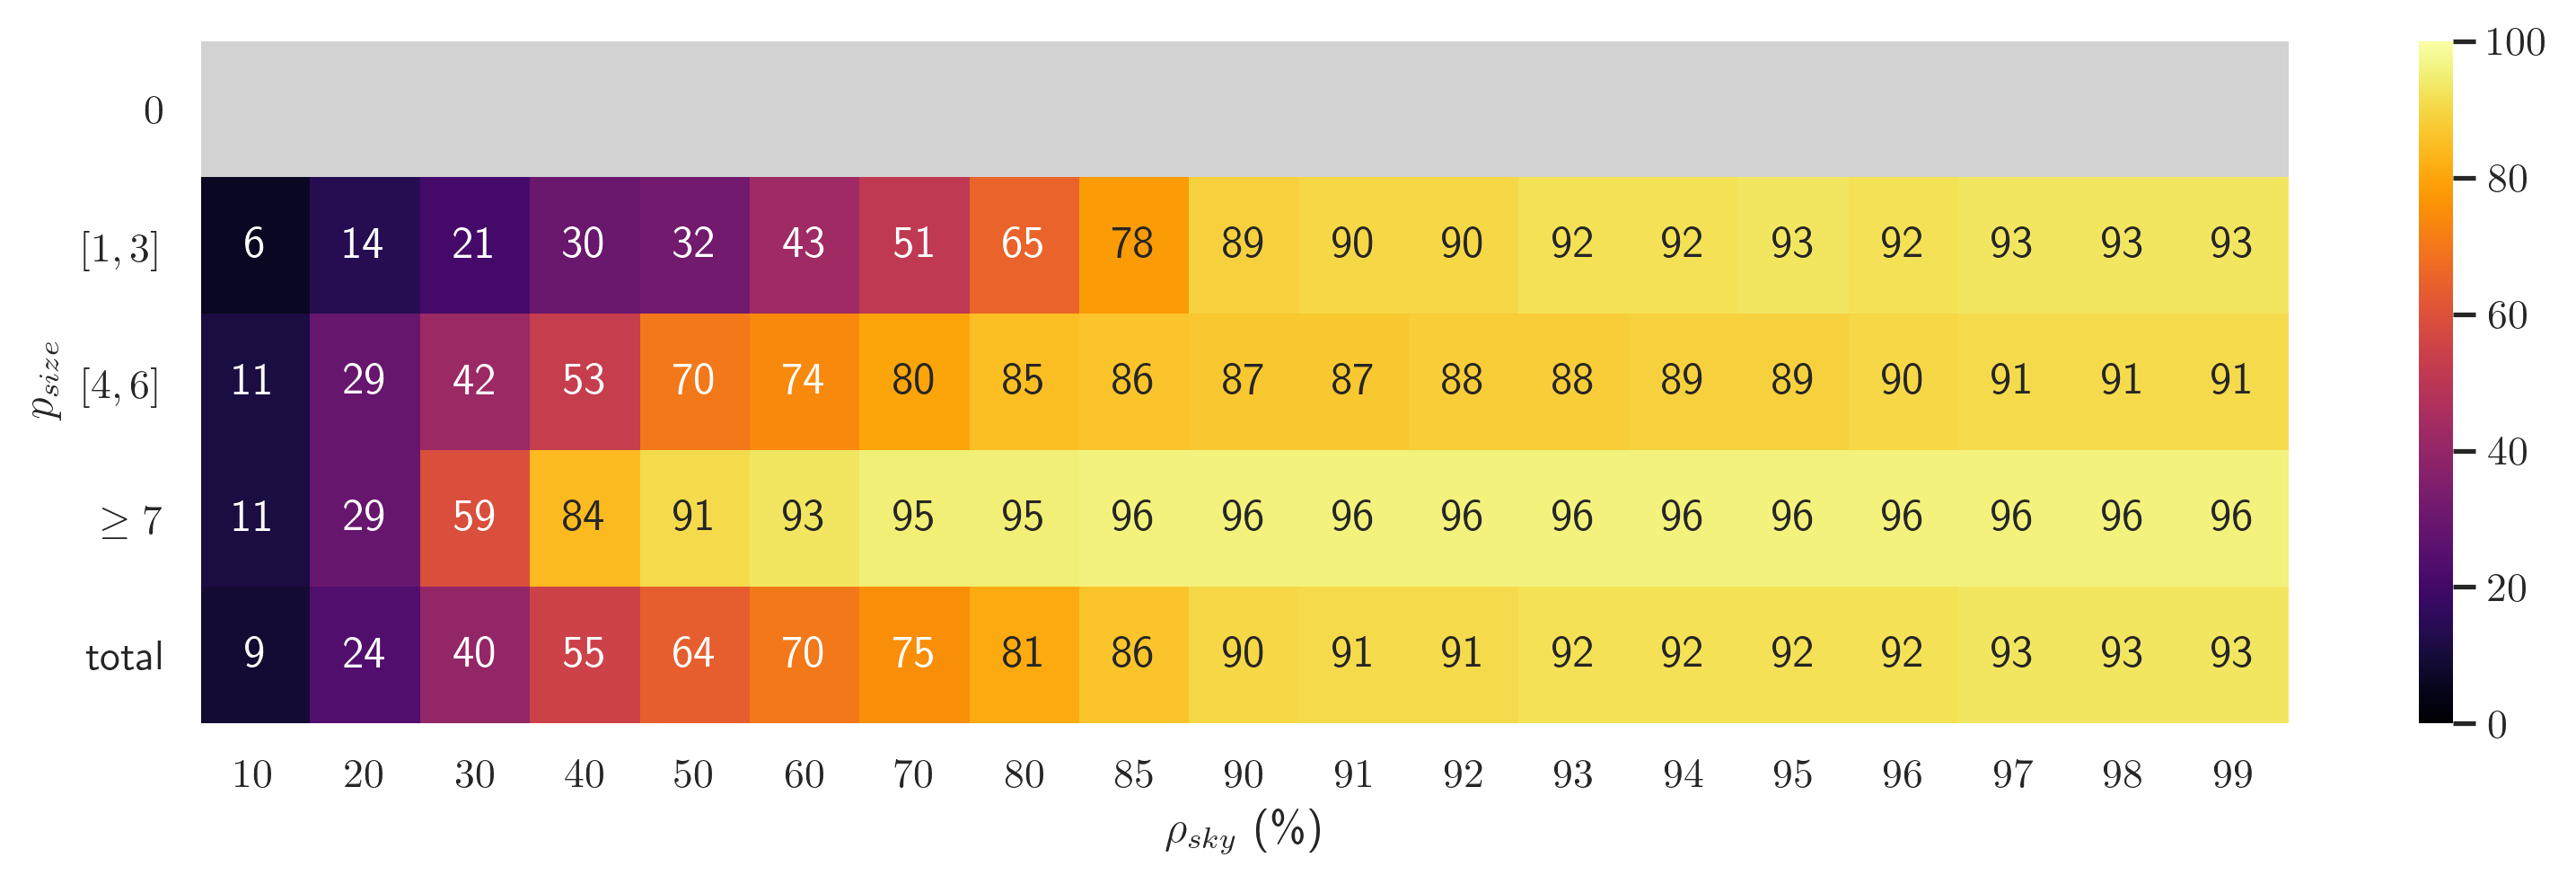 0
[1, 3] 6 14 21 30 32 43 51 65 78 89 90 90 92 92 93 92 93 93 93
[4, 6] 11 29 42 53 70 74 80 85 86 87 87 88 88 89 89 90 91 91 91
≥ 7 11 29 59 84 91 93 95 95 96 96 96 96 96 96 96 96 96 96 96
total 9 24 40 55 64 70 75 81 86 90 91 91 92 92 92 92 93 93 93
10 20 30 40 50 60 70 80 85 90 91 92 93 94 95 96 97 98 99
ρsky (%)
psize
100
80
60
40
20
0